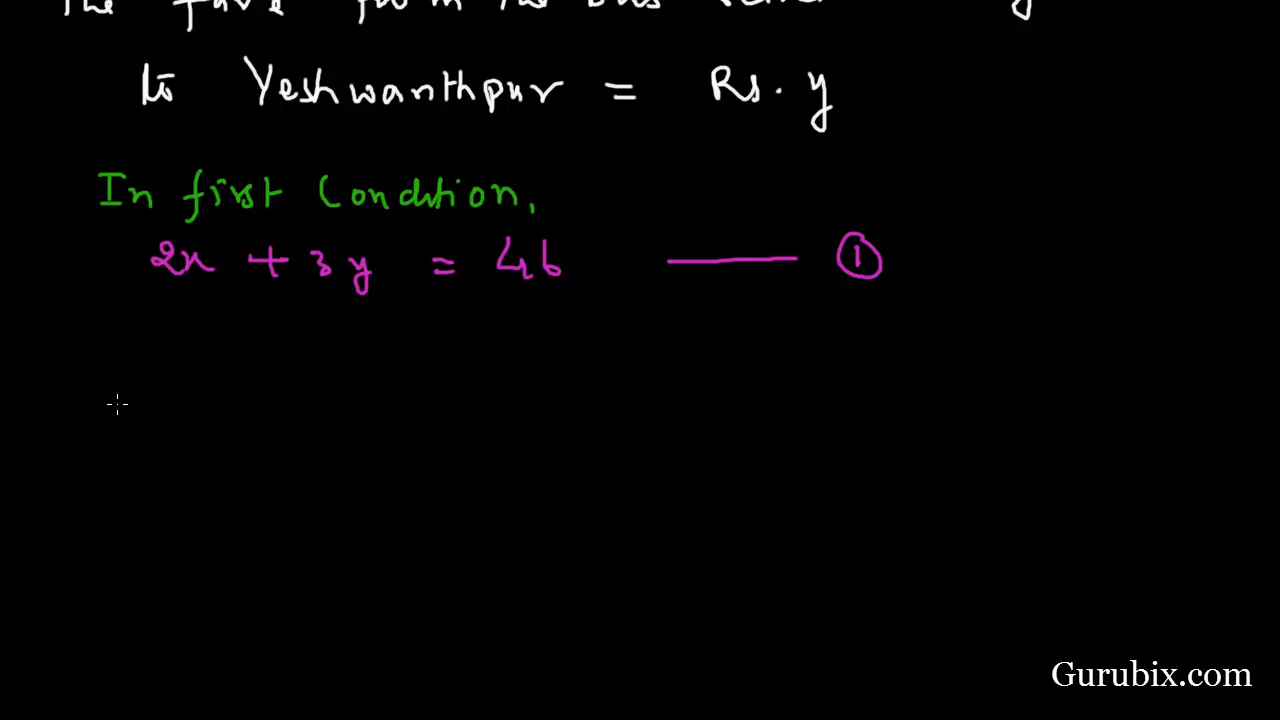 to Yeshwanthpur = Rs. y
In first Condition,
2x + 3y = 46 —— ①
Gurubix.com